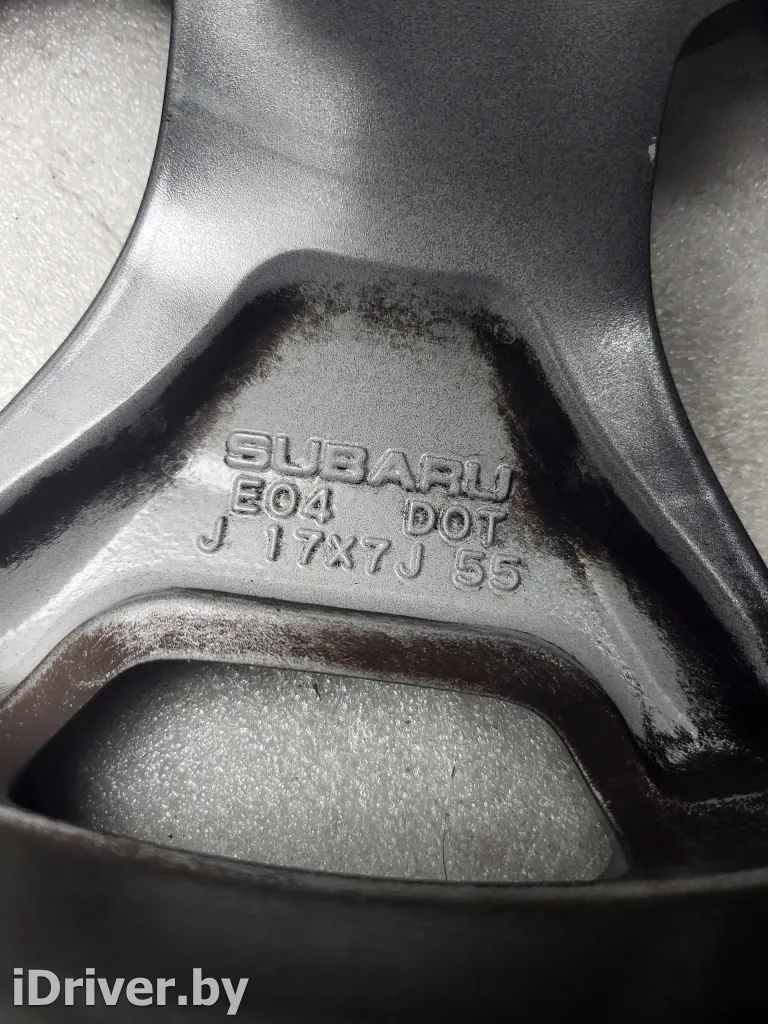 SUBARU
E04 DOT
J 17X7J 55
iDriver.by